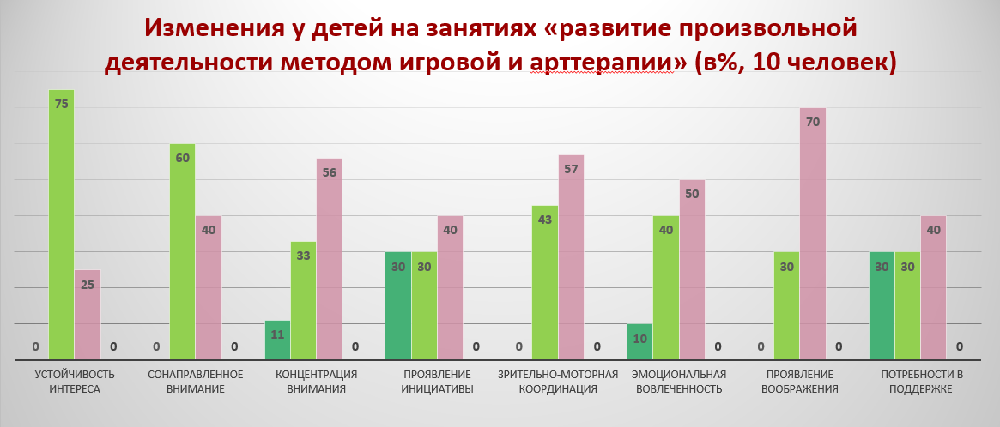 Изменения у детей на занятиях «развитие произвольной
деятельности методом игровой и арттерапии» (в%, 10 человек)
0 75 25 0
0 60 40 0
11 33 56 0
30 30 40 0
0 43 57 0
10 40 50 0
0 30 70 0
30 30 40 0
УСТОЙЧИВОСТЬ
ИНТЕРЕСА
СОНАПРАВЛЕННОЕ
ВНИМАНИЕ
КОНЦЕНТРАЦИЯ
ВНИМАНИЯ
ПРОЯВЛЕНИЕ
ИНИЦИАТИВЫ
ЗРИТЕЛЬНО-МОТОРНАЯ
КООРДИНАЦИЯ
ЭМОЦИОНАЛЬНАЯ
ВОВЛЕЧЕННОСТЬ
ПРОЯВЛЕНИЕ
ВООБРАЖЕНИЯ
ПОТРЕБНОСТИ В
ПОДДЕРЖКЕ